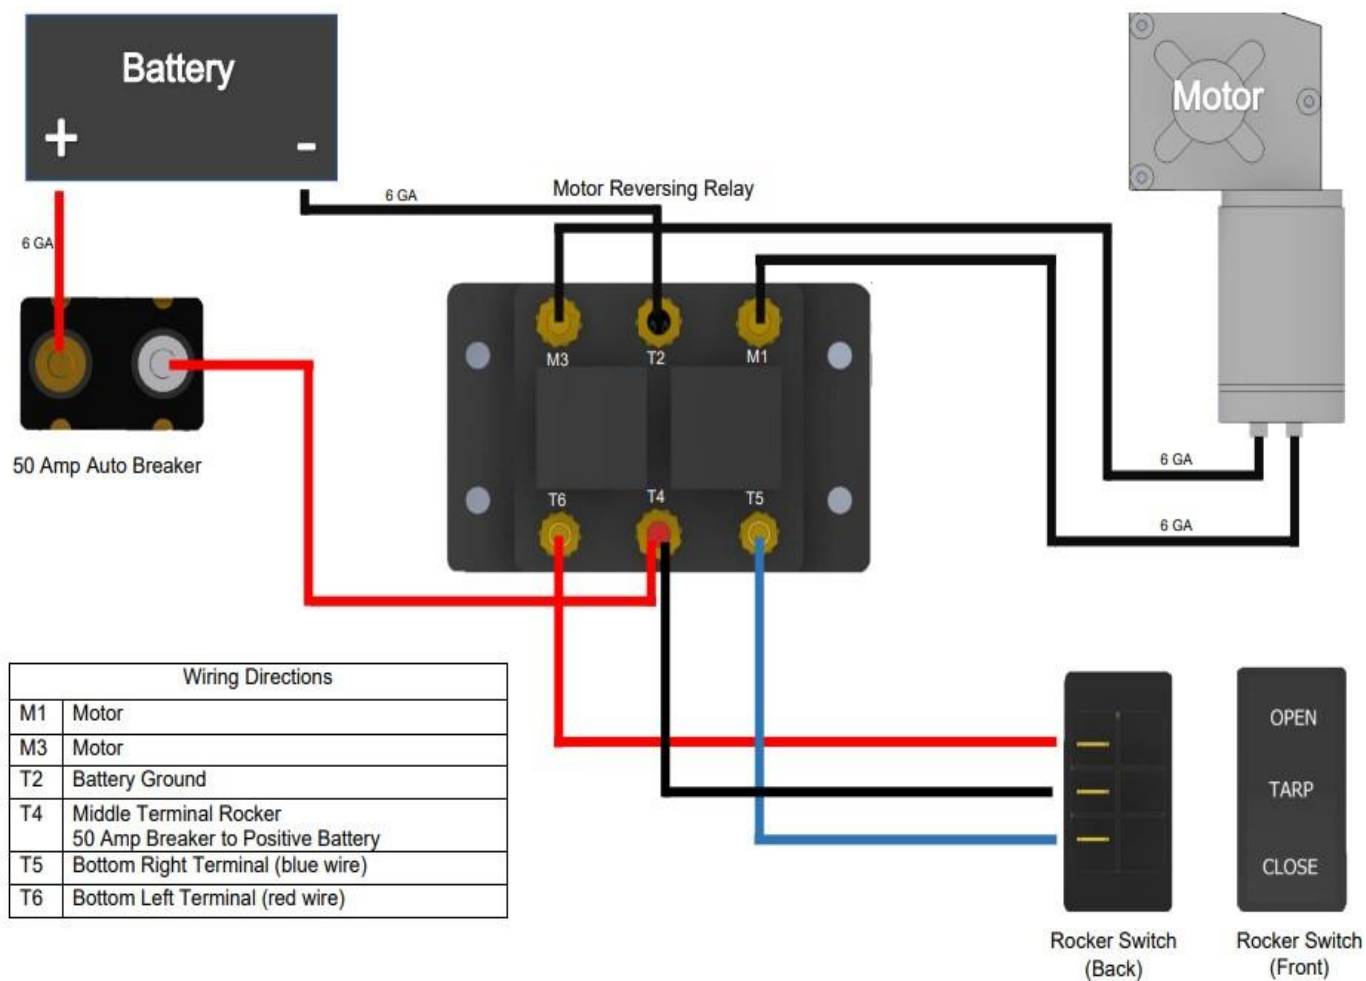 Battery
+
-
6 GA
Motor Reversing Relay
Motor
6 GA
M3
T2
M1
50 Amp Auto Breaker
6 GA
T6
T4
T5
6 GA
Wiring Directions
M1 Motor
M3 Motor
T2 Battery Ground
T4 Middle Terminal Rocker
50 Amp Breaker to Positive Battery
T5 Bottom Right Terminal (blue wire)
T6 Bottom Left Terminal (red wire)
OPEN
TARP
CLOSE
Rocker Switch
(Back)
Rocker Switch
(Front)